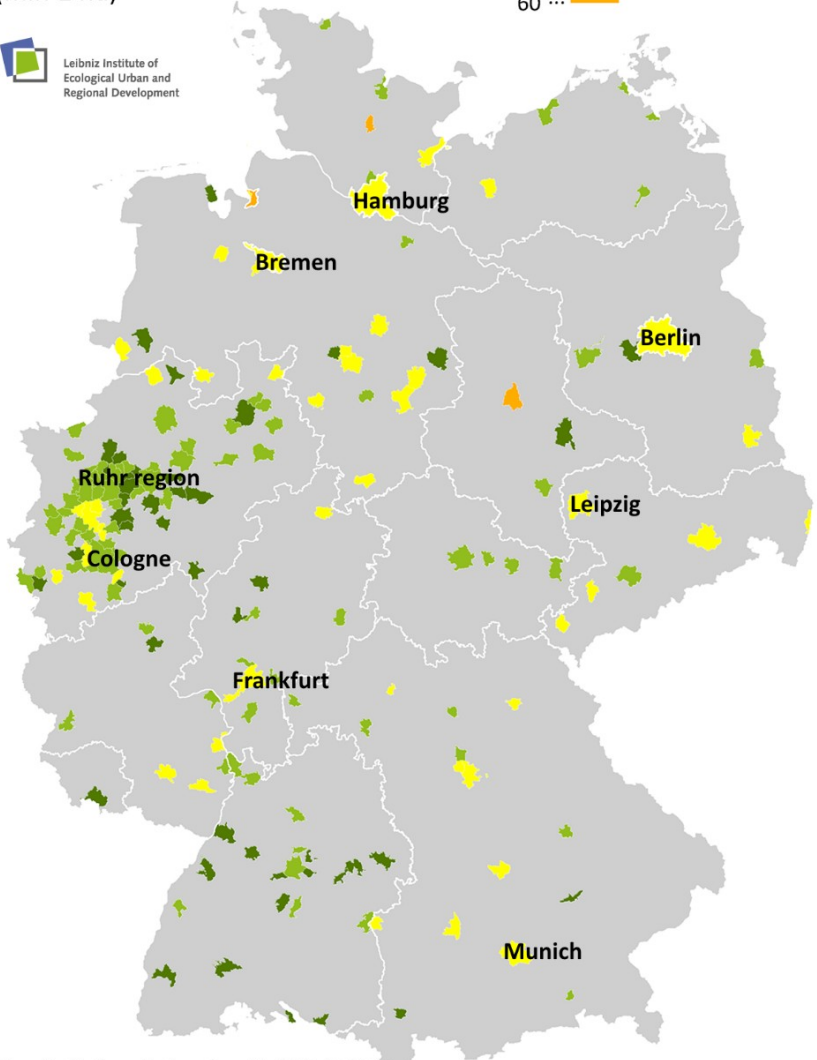 60 ...
Leibniz Institute of
Ecological Urban and
Regional Development
Hamburg
Bremen
Berlin
Ruhr region
Leipzig
Cologne
Frankfurt
Munich